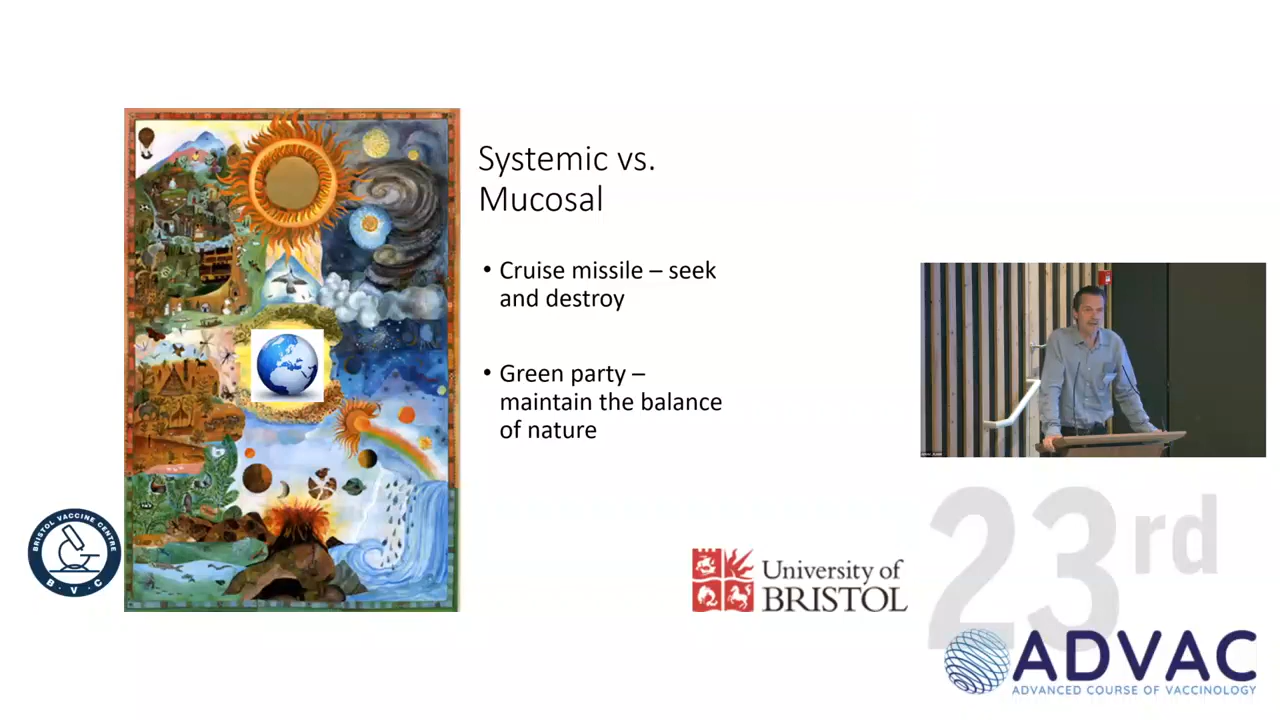 Systemic vs.
Mucosal
• Cruise missile – seek
and destroy
• Green party –
maintain the balance
of nature
BRISTOL VACCINE CENTRE
B · V · C
University of
BRISTOL
23rd
ADVAC
ADVANCED COURSE OF VACCINOLOGY